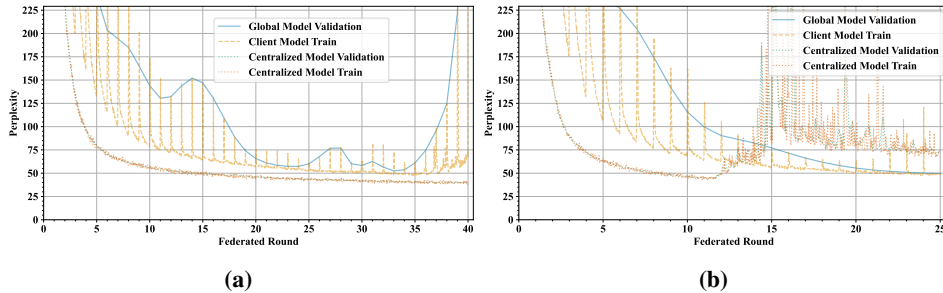 Global Model Validation
Client Model Train
Centralized Model Validation
Centralized Model Train
Perplexity
225
200
175
150
125
100
75
50
25
0
0 5 10 15 20 25 30 35 40
Federated Round
(a)
Global Model Validation
Client Model Train
Centralized Model Validation
Centralized Model Train
Perplexity
225
200
175
150
125
100
75
50
25
0
0 5 10 15 20 25
Federated Round
(b)